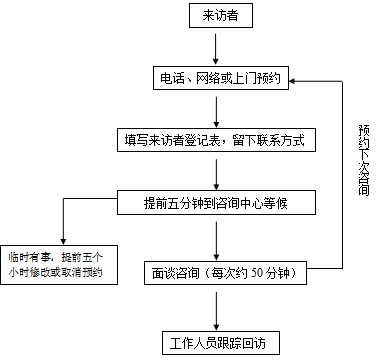 来访者
电话、网络或上门预约
填写来访者登记表，留下联系方式
提前五分钟到咨询中心等候
临时有事，提前五个
小时修改或取消预约
面谈咨询（每次约 50 分钟）
预约下次咨询
工作人员跟踪回访